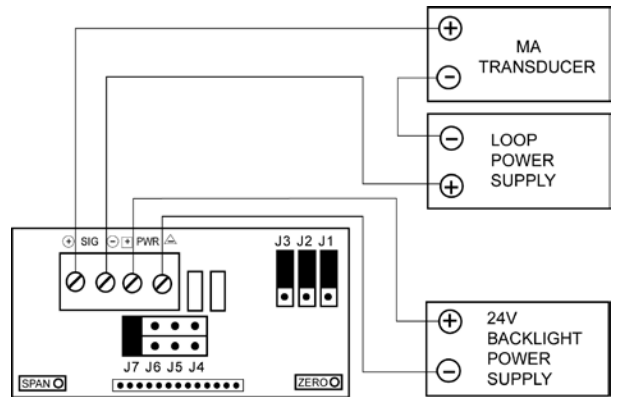 +
MA
TRANSDUCER
−
−
LOOP
POWER
SUPPLY
+
+ SIG − + PWR
J3 J2 J1
+
24V
BACKLIGHT
POWER
SUPPLY
−
J7 J6 J5 J4
SPAN
ZERO